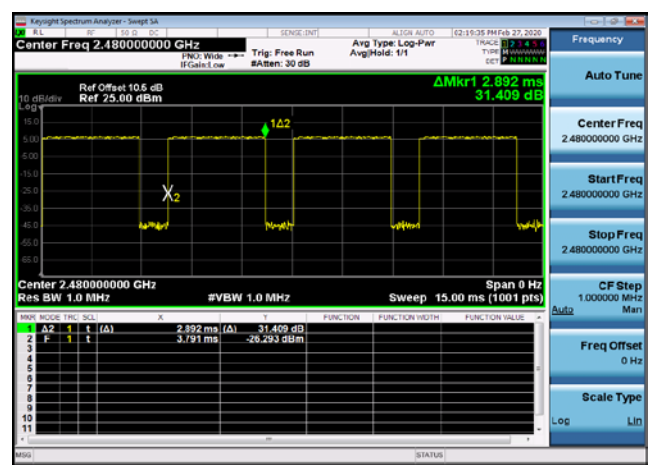 Keysight Spectrum Analyzer - Swept SA
RL RF 50 Ω DC SENSE:INT ALIGN AUTO 02:19:35 PM Feb 27, 2020
Center Freq 2.480000000 GHz
PNO: Wide Trig: Free Run Avg Type: Log-Pwr TRACE 1 2 3 4 5 6
IFGain:Low #Atten: 30 dB Avg|Hold: 1/1 TYPE
DET P N N N N N
Ref Offset 10.5 dB ΔMkr1 2.892 ms
10 dB/div Ref 25.00 dBm 31.409 dB
Log
15.0
1Δ2
5.00
-5.00
-15.0
-25.0
X2
-35.0
-45.0
-55.0
-65.0
Center 2.480000000 GHz Span 0 Hz
Res BW 1.0 MHz #VBW 1.0 MHz Sweep 15.00 ms (1001 pts)
MKR MODE TRC SCL X Y FUNCTION FUNCTION WIDTH FUNCTION VALUE
1 Δ2 1 t (Δ) 2.892 ms (Δ) 31.409 dB
2 F 1 t 3.791 ms -26.293 dBm
3
4
5
6
7
8
9
10
11
MSG STATUS
Frequency
Auto Tune
Center Freq
2.480000000 GHz
Start Freq
2.480000000 GHz
Stop Freq
2.480000000 GHz
CF Step
1.000000 MHz
Auto Man
Freq Offset
0 Hz
Scale Type
Log Lin